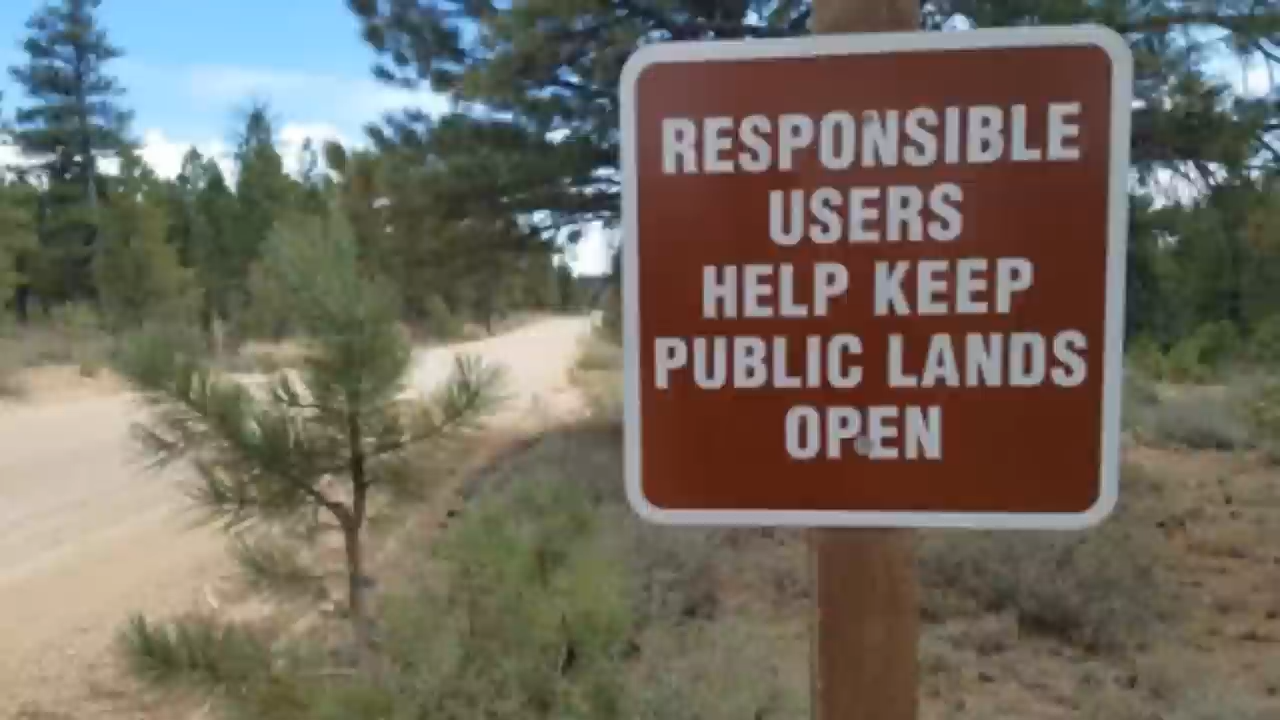 RESPONSIBLE
USERS
HELP KEEP
PUBLIC LANDS
OPEN